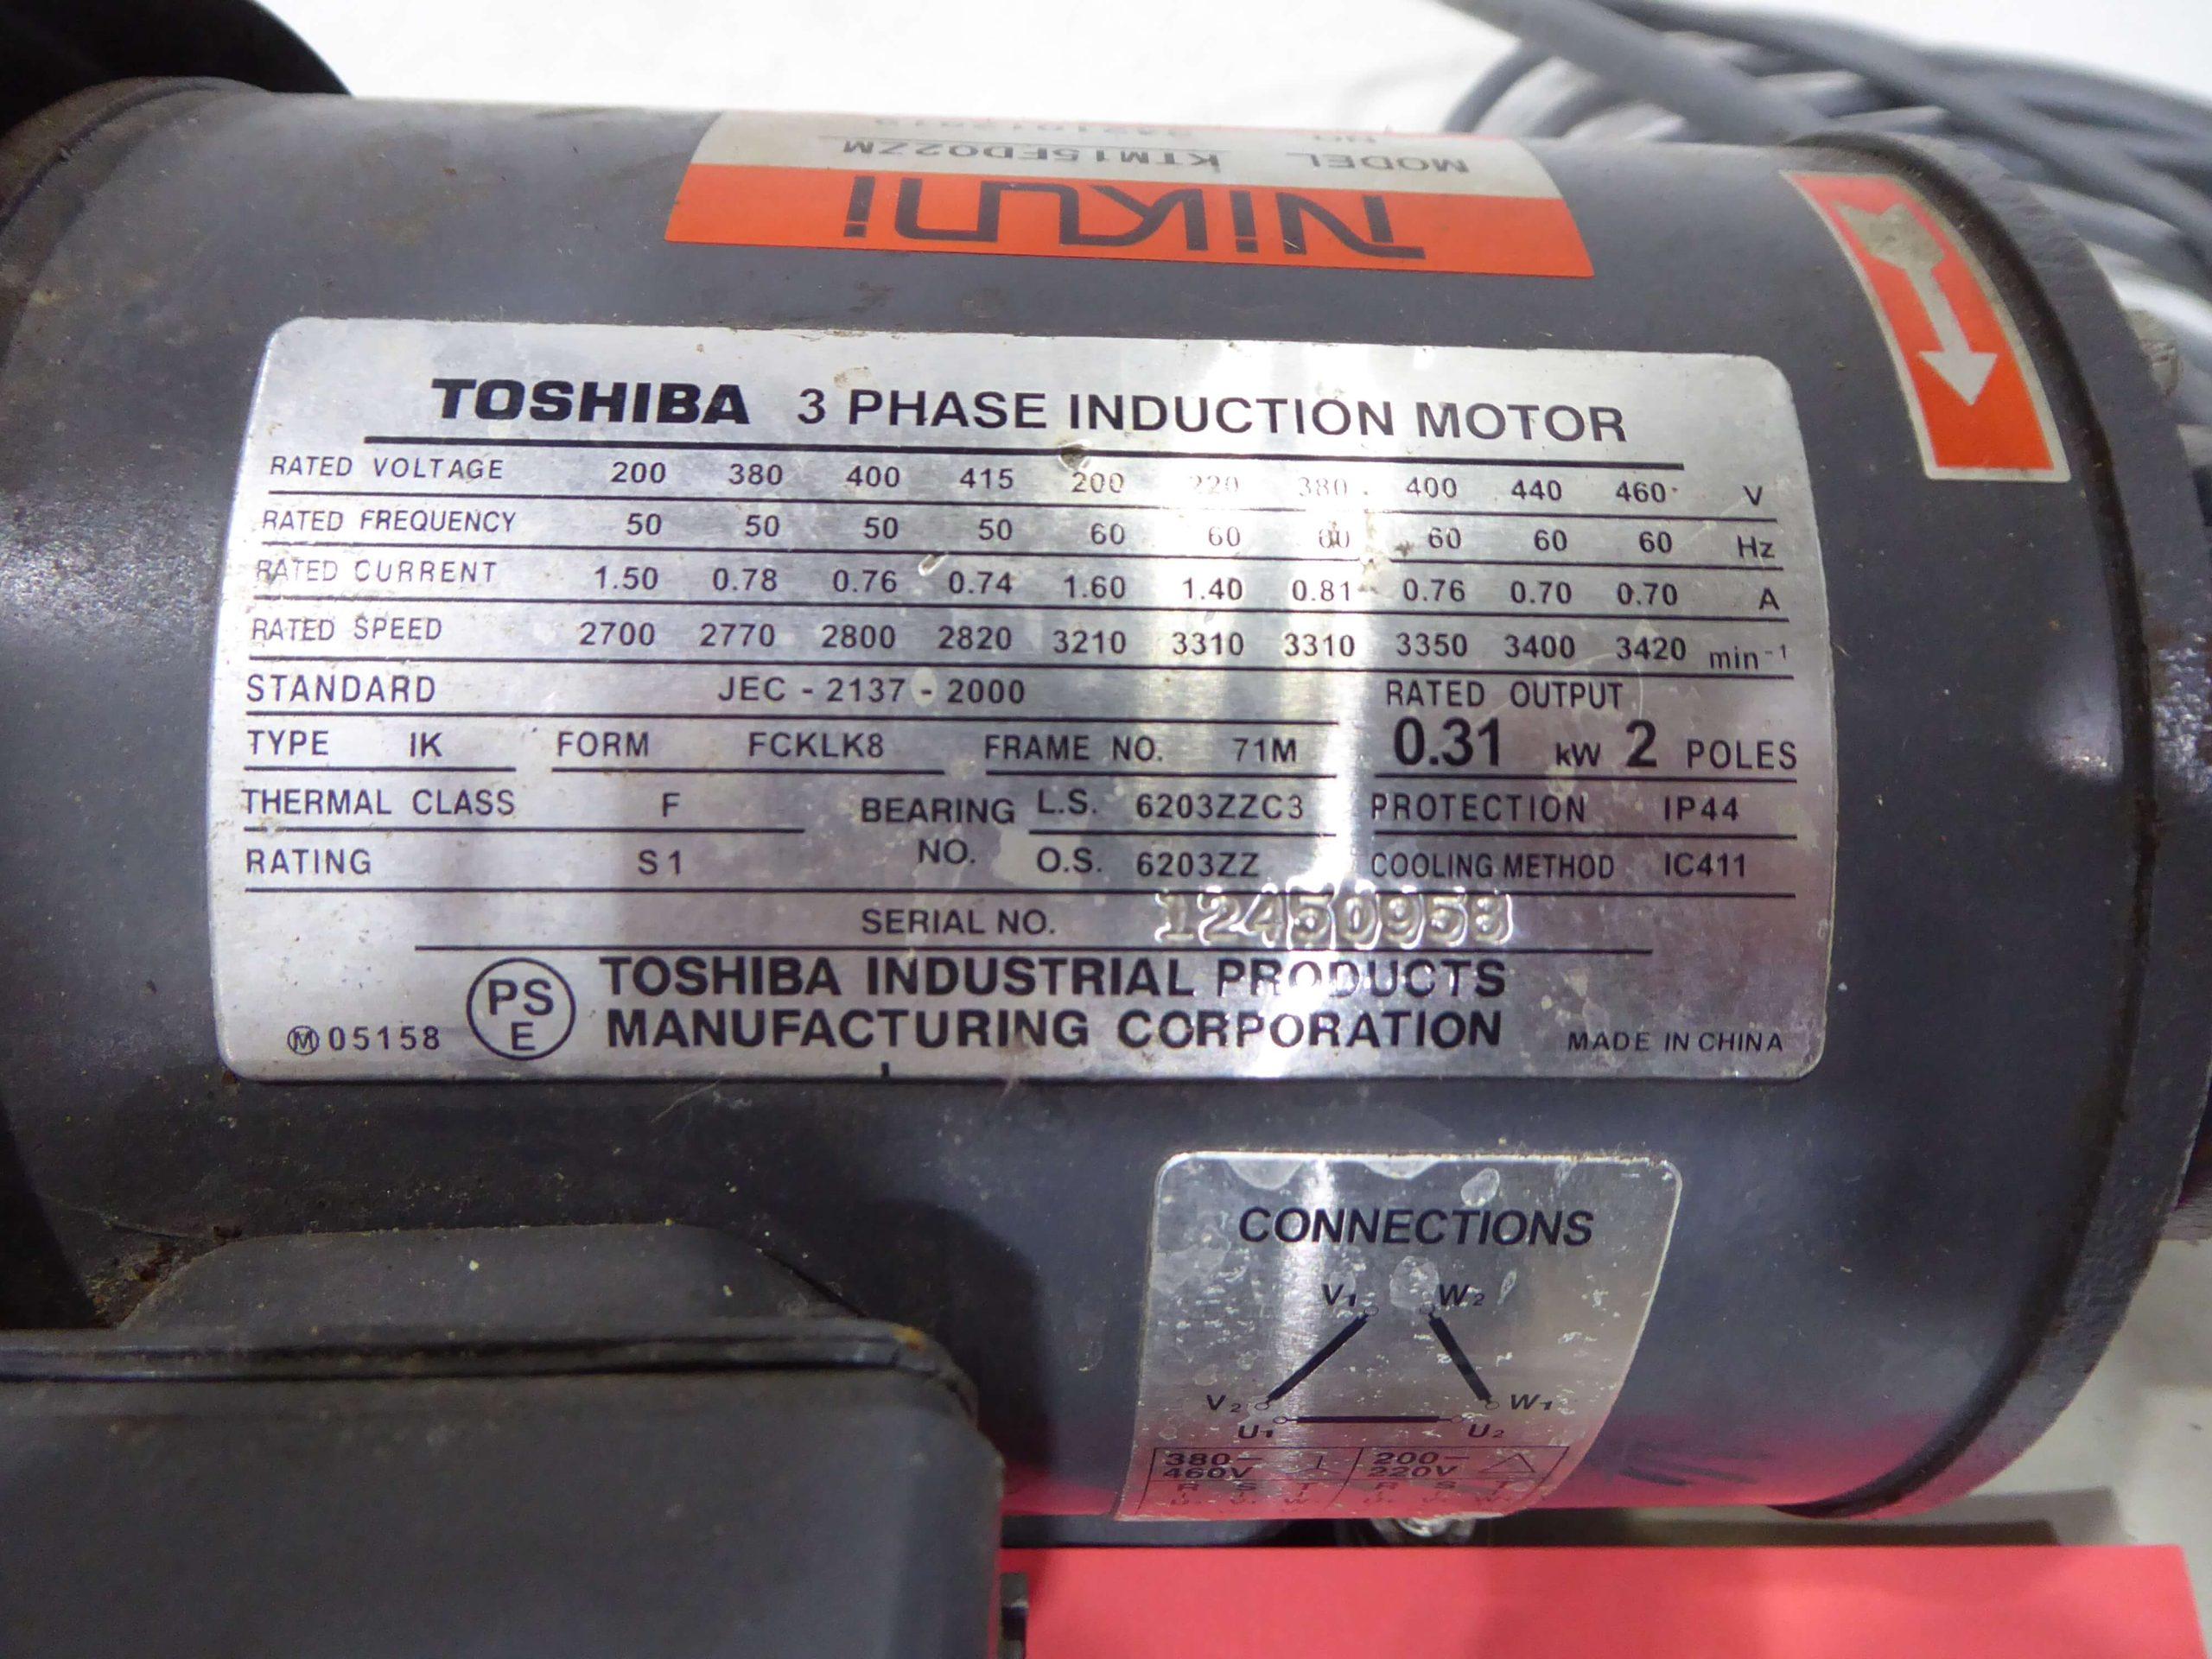 NiKUni
MODEL KTM15FD02ZM
TOSHIBA 3 PHASE INDUCTION MOTOR
RATED VOLTAGE 200 380 400 415 200 220 380 400 440 460 V
RATED FREQUENCY 50 50 50 50 60 60 60 60 60 60 Hz
RATED CURRENT 1.50 0.78 0.76 0.74 1.60 1.40 0.81 0.76 0.70 0.70 A
RATED SPEED 2700 2770 2800 2820 3210 3310 3310 3350 3400 3420 min⁻¹
STANDARD JEC - 2137 - 2000 RATED OUTPUT
TYPE IK FORM FCKLK8 FRAME NO. 71M 0.31 kW 2 POLES
THERMAL CLASS F BEARING L.S. 6203ZZC3 PROTECTION IP44
RATING S1 NO. O.S. 6203ZZ COOLING METHOD IC411
SERIAL NO. 12450953
PS E TOSHIBA INDUSTRIAL PRODUCTS
Ⓜ05158 MANUFACTURING CORPORATION MADE IN CHINA
CONNECTIONS
V1 W2
V2 W1
U1 U2
380- 200-
460V 220V
R S T R S T